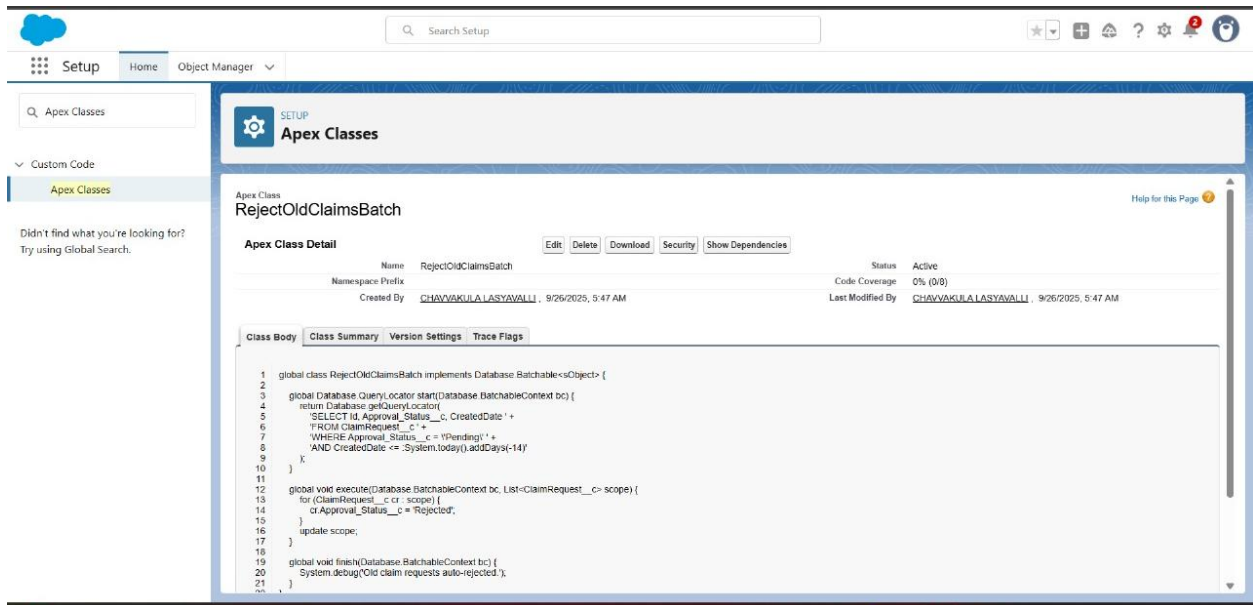 Search Setup
2
Setup Home Object Manager
Apex Classes
Custom Code
Apex Classes
Didn't find what you're looking for?
Try using Global Search.
SETUP
Apex Classes
Apex Class
RejectOldClaimsBatch
Help for this Page
Apex Class Detail
Edit Delete Download Security Show Dependencies
Name RejectOldClaimsBatch Status Active
Namespace Prefix Code Coverage 0% (0/8)
Created By CHAVVAKULA LASYAVALLI , 9/26/2025, 5:47 AM Last Modified By CHAVVAKULA LASYAVALLI , 9/26/2025, 5:47 AM
Class Body Class Summary Version Settings Trace Flags
1 global class RejectOldClaimsBatch implements Database.Batchable<sObject> {
2
3 global Database.QueryLocator start(Database.BatchableContext bc) {
4 return Database.getQueryLocator(
5 'SELECT Id, Approval_Status__c, CreatedDate ' +
6 'FROM ClaimRequest__c ' +
7 'WHERE Approval_Status__c = \'Pending\' ' +
8 'AND CreatedDate <= :System.today().addDays(-14)'
9 );
10 }
11
12 global void execute(Database.BatchableContext bc, List<ClaimRequest__c> scope) {
13 for (ClaimRequest__c cr : scope) {
14 cr.Approval_Status__c = 'Rejected';
15 }
16 update scope;
17 }
18
19 global void finish(Database.BatchableContext bc) {
20 System.debug('Old claim requests auto-rejected.');
21 }